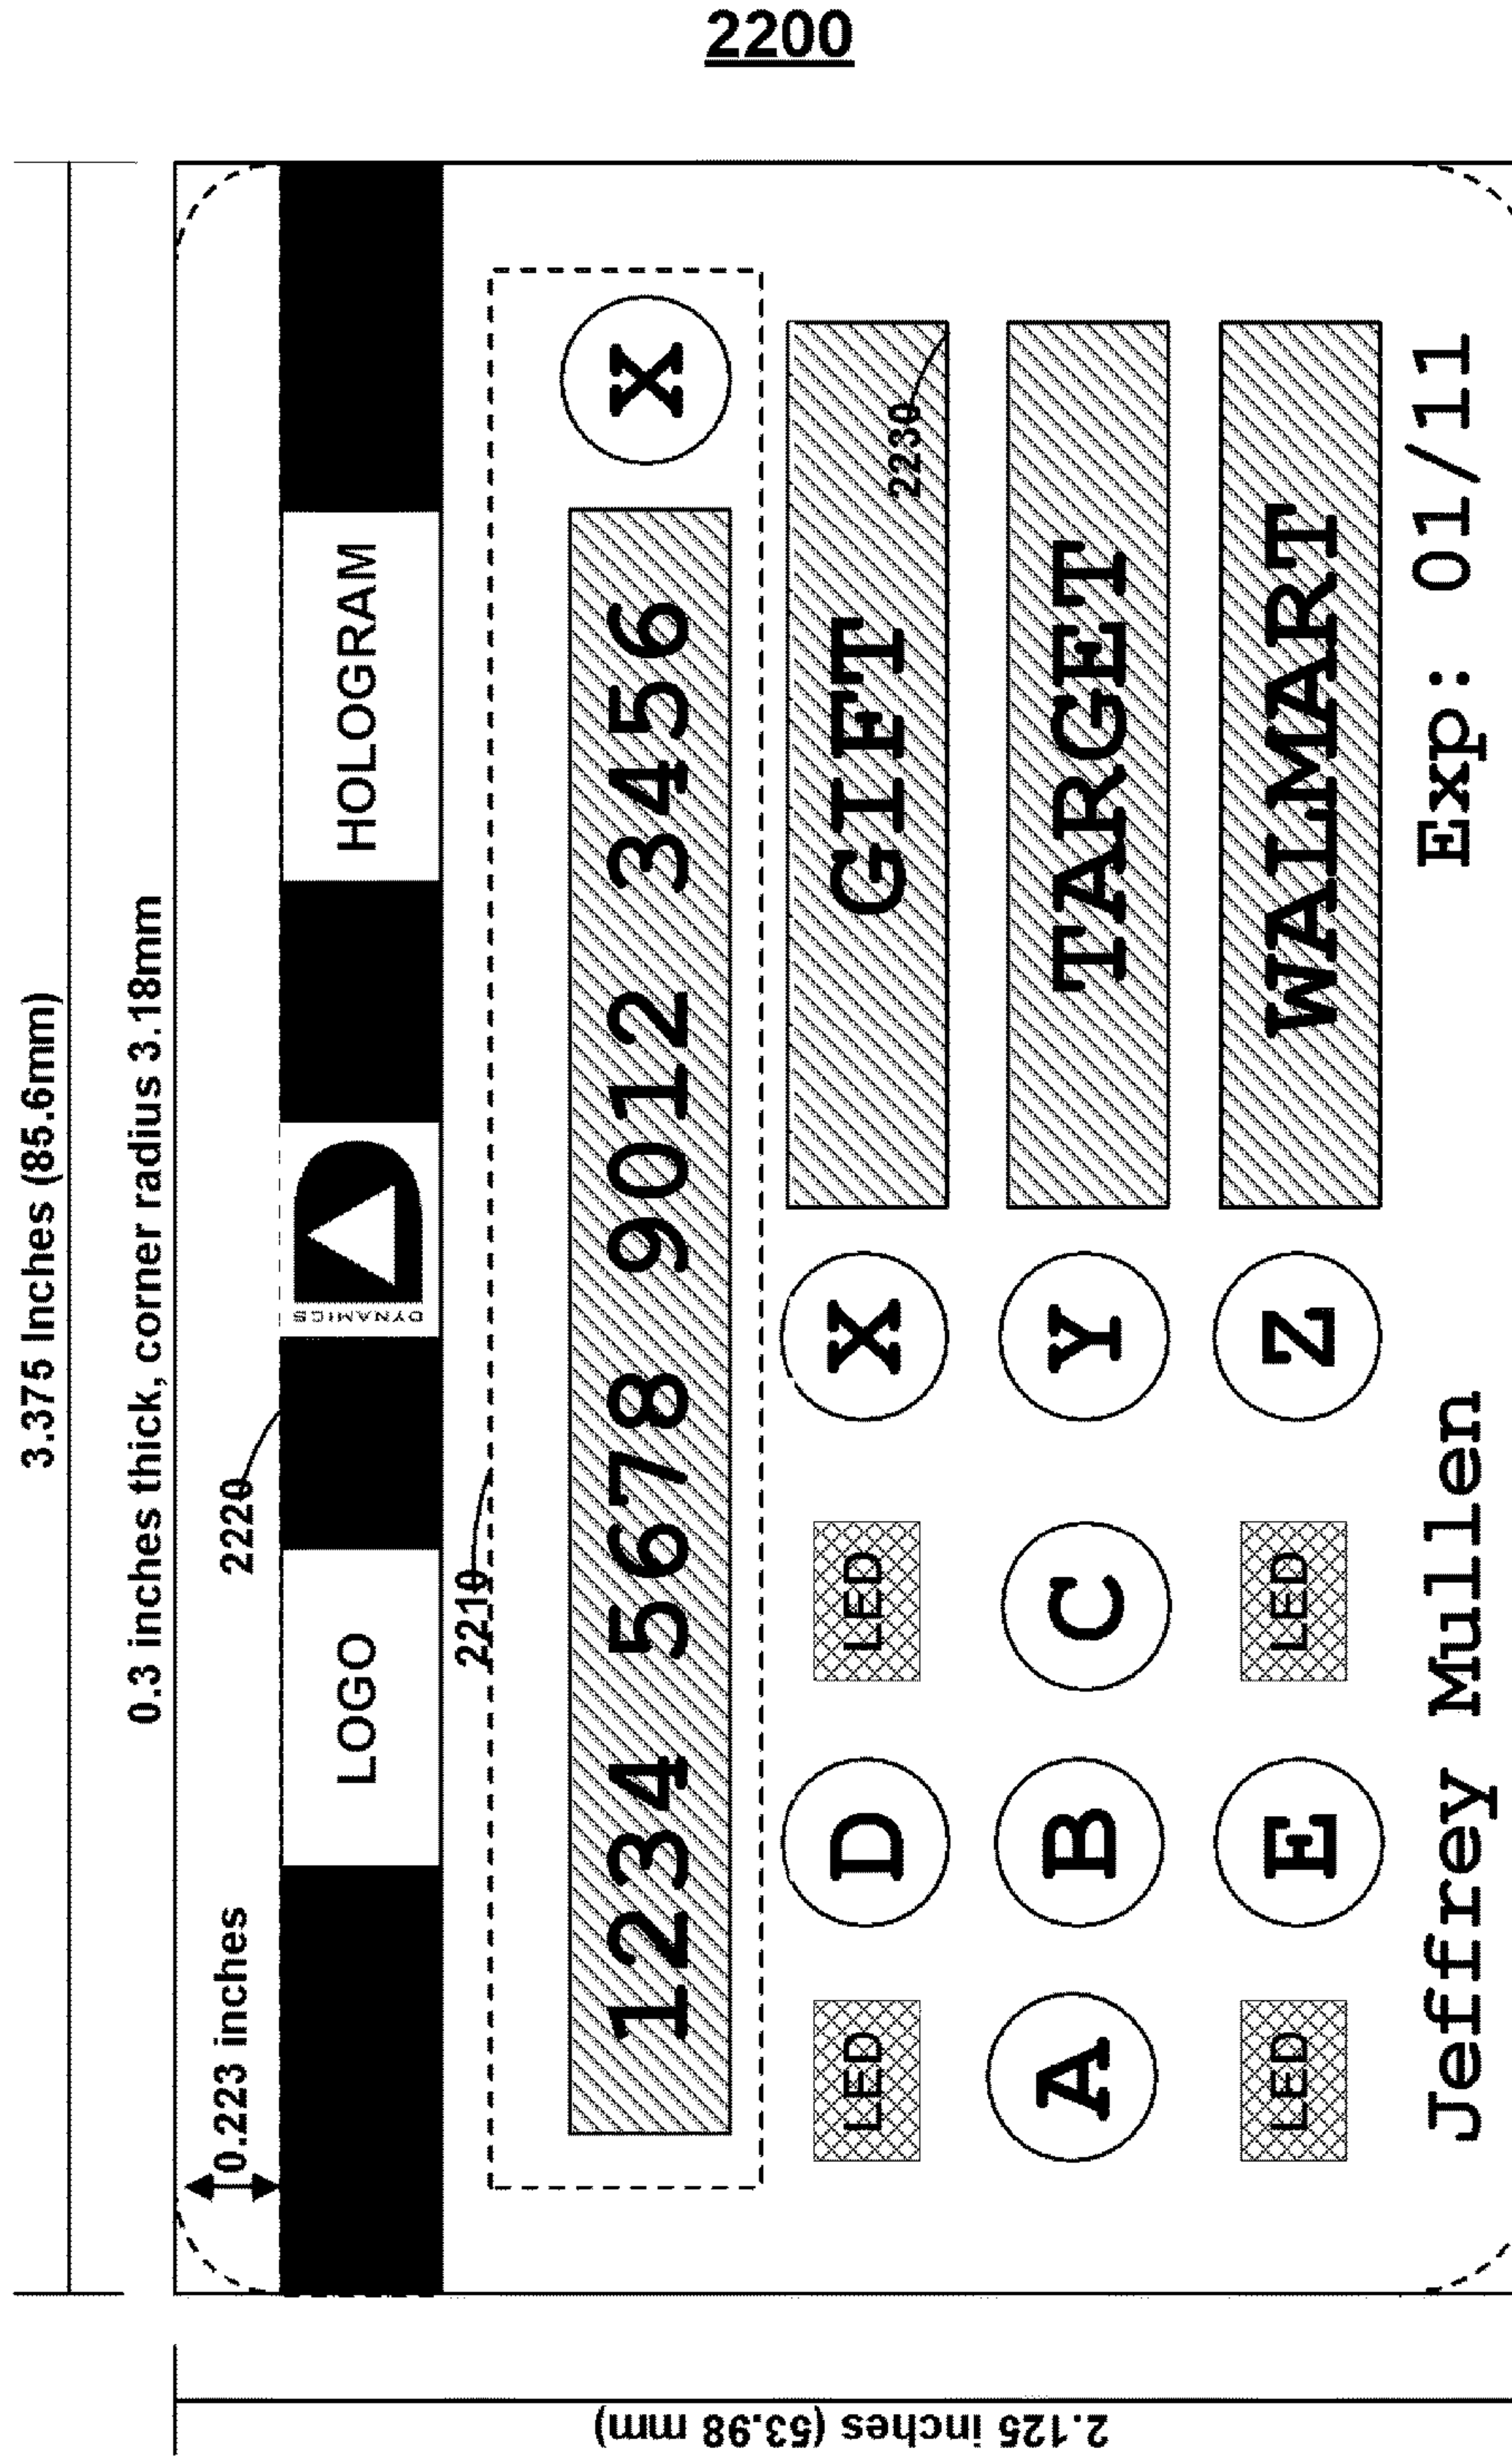 2200
3.375 Inches (85.6mm)
0.3 inches thick, corner radius 3.18mm
0.223 inches
2220
LOGO
DYNAMICS
HOLOGRAM
2210
1234 5678 9012 3456 X
LED D LED X GIFT
2230
A B C Y TARGET
LED E LED Z WALMART
Jeffrey Mullen Exp: 01/11
2.125 inches (53.98 mm)